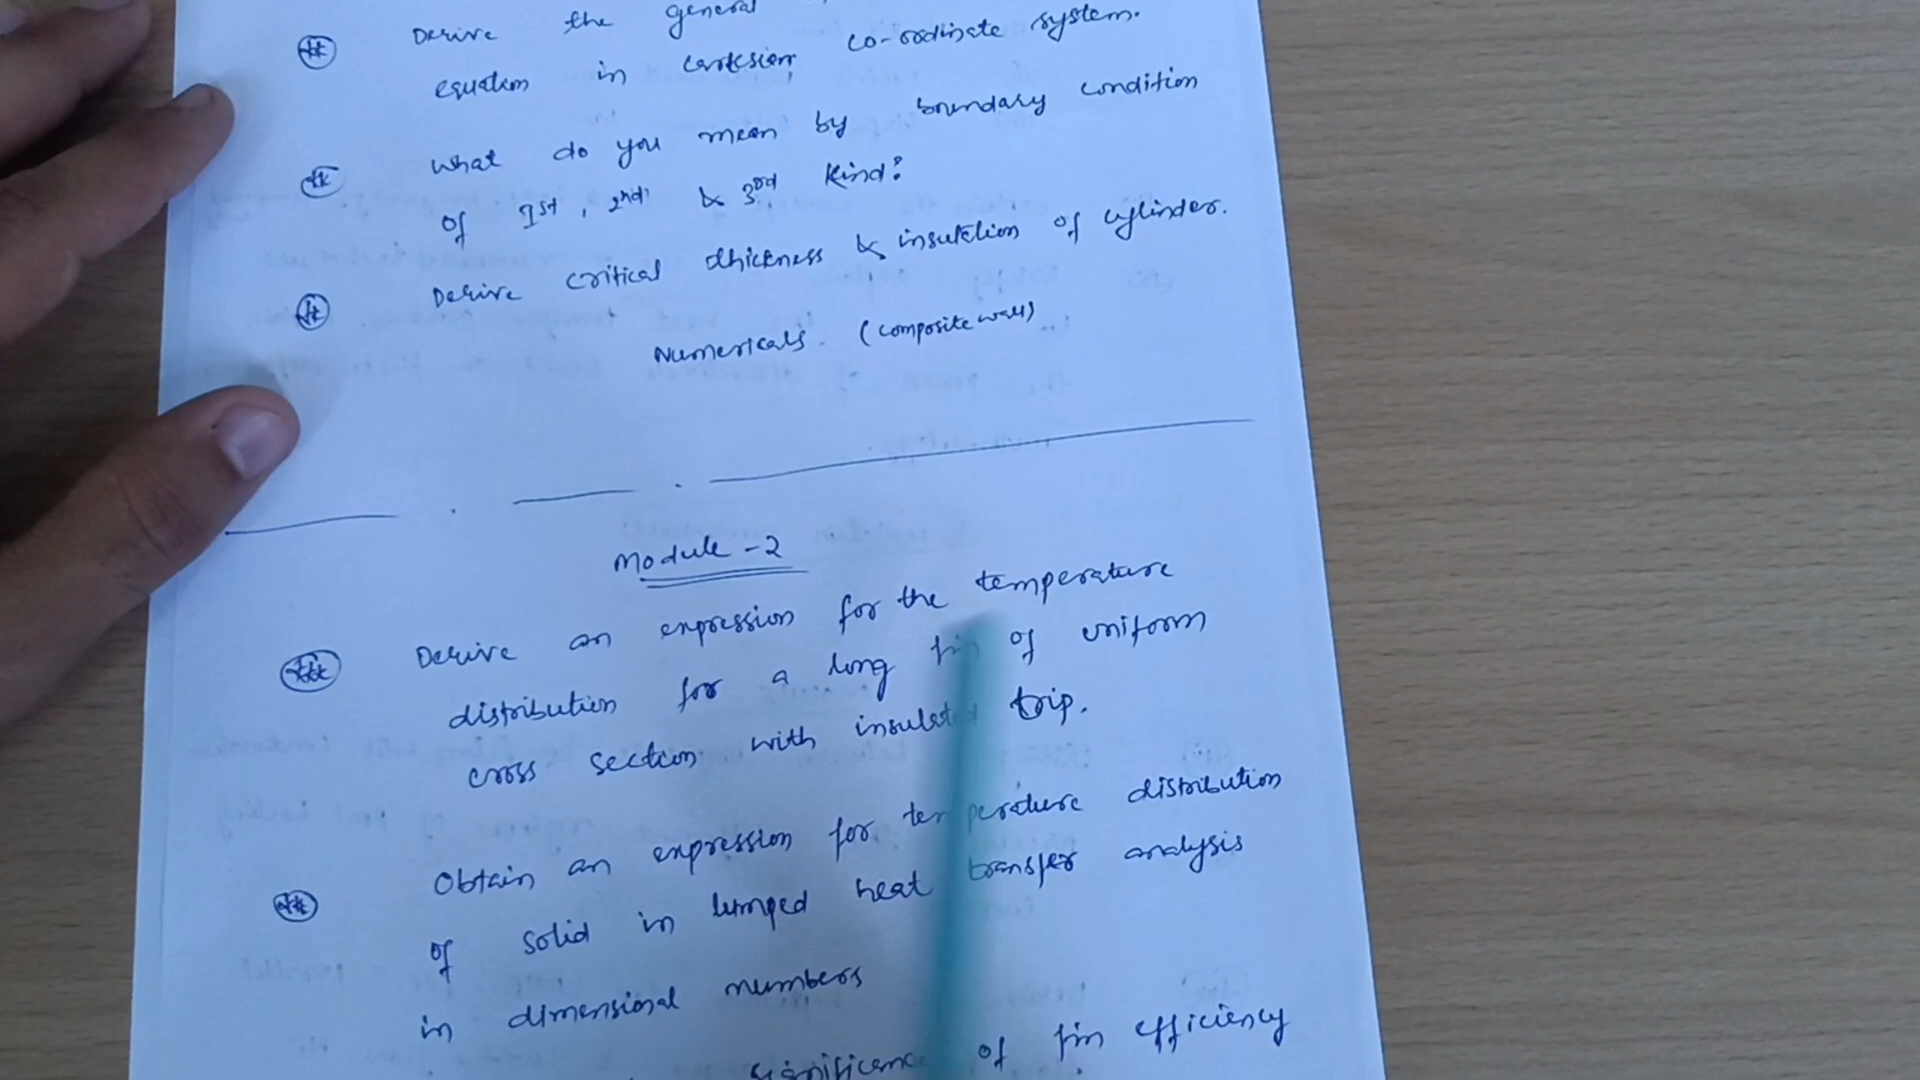 Derive the general
equation in cartesian co-ordinate system.
what do you mean by boundary condition
of 1st, 2nd & 3rd kind?
Derive critical thickness & insulation of cylinder.
Numericals. (composite wall)
Module - 2
Derive an expression for the temperature
distribution for a long fin of uniform
cross section with insulated trip.
Obtain an expression for temperature distribution
of solid in lumped heat transfer analysis
in dimensional numbers
significance of fin efficiency